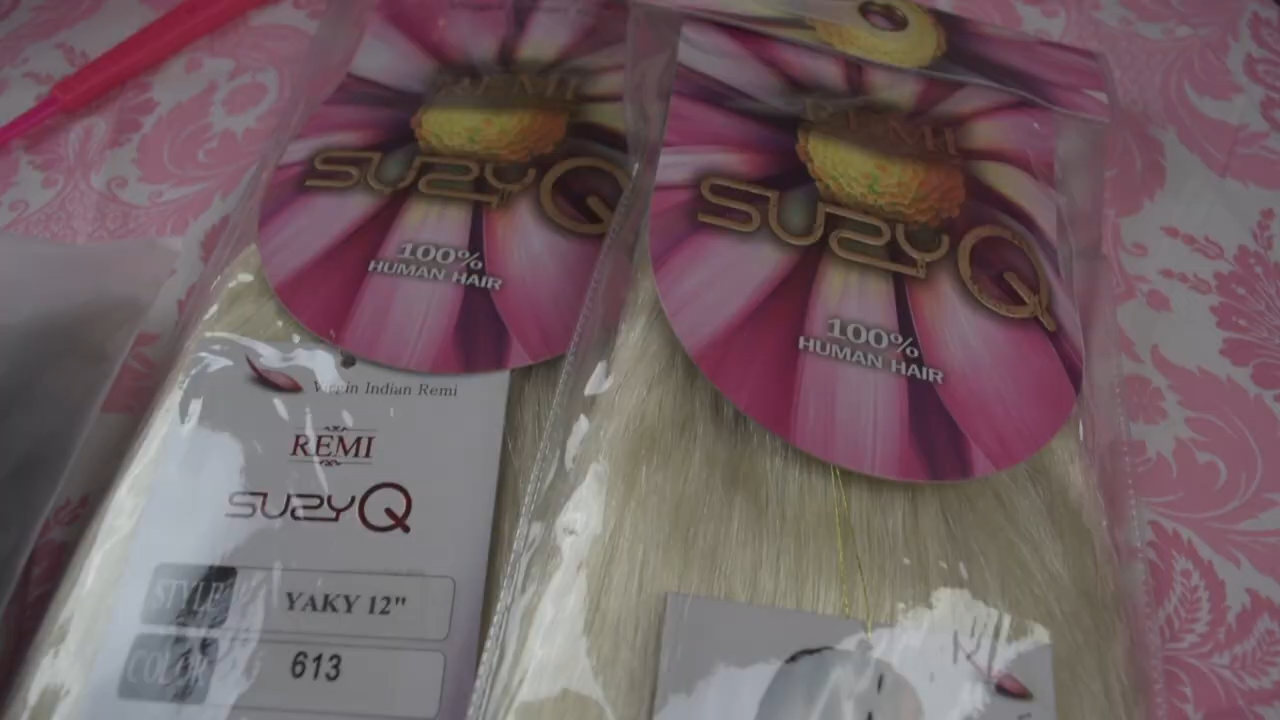 REMI
SUZYQ
100%
HUMAN HAIR
Virgin Indian Remi
REMI
SUZYQ
STYLE YAKY 12"
COLOR 613
REMI
SUZYQ
100%
HUMAN HAIR